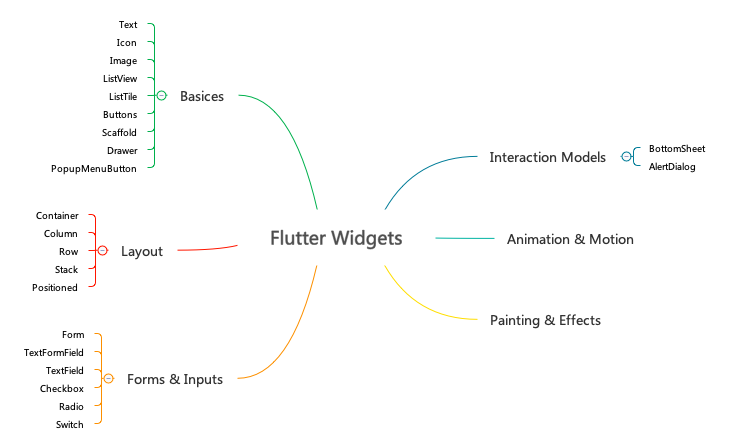 Flutter Widgets
Basices
Text
Icon
Image
ListView
ListTile
Buttons
Scaffold
Drawer
PopupMenuButton
Layout
Container
Column
Row
Stack
Positioned
Forms & Inputs
Form
TextFormField
TextField
Checkbox
Radio
Switch
Interaction Models
BottomSheet
AlertDialog
Animation & Motion
Painting & Effects